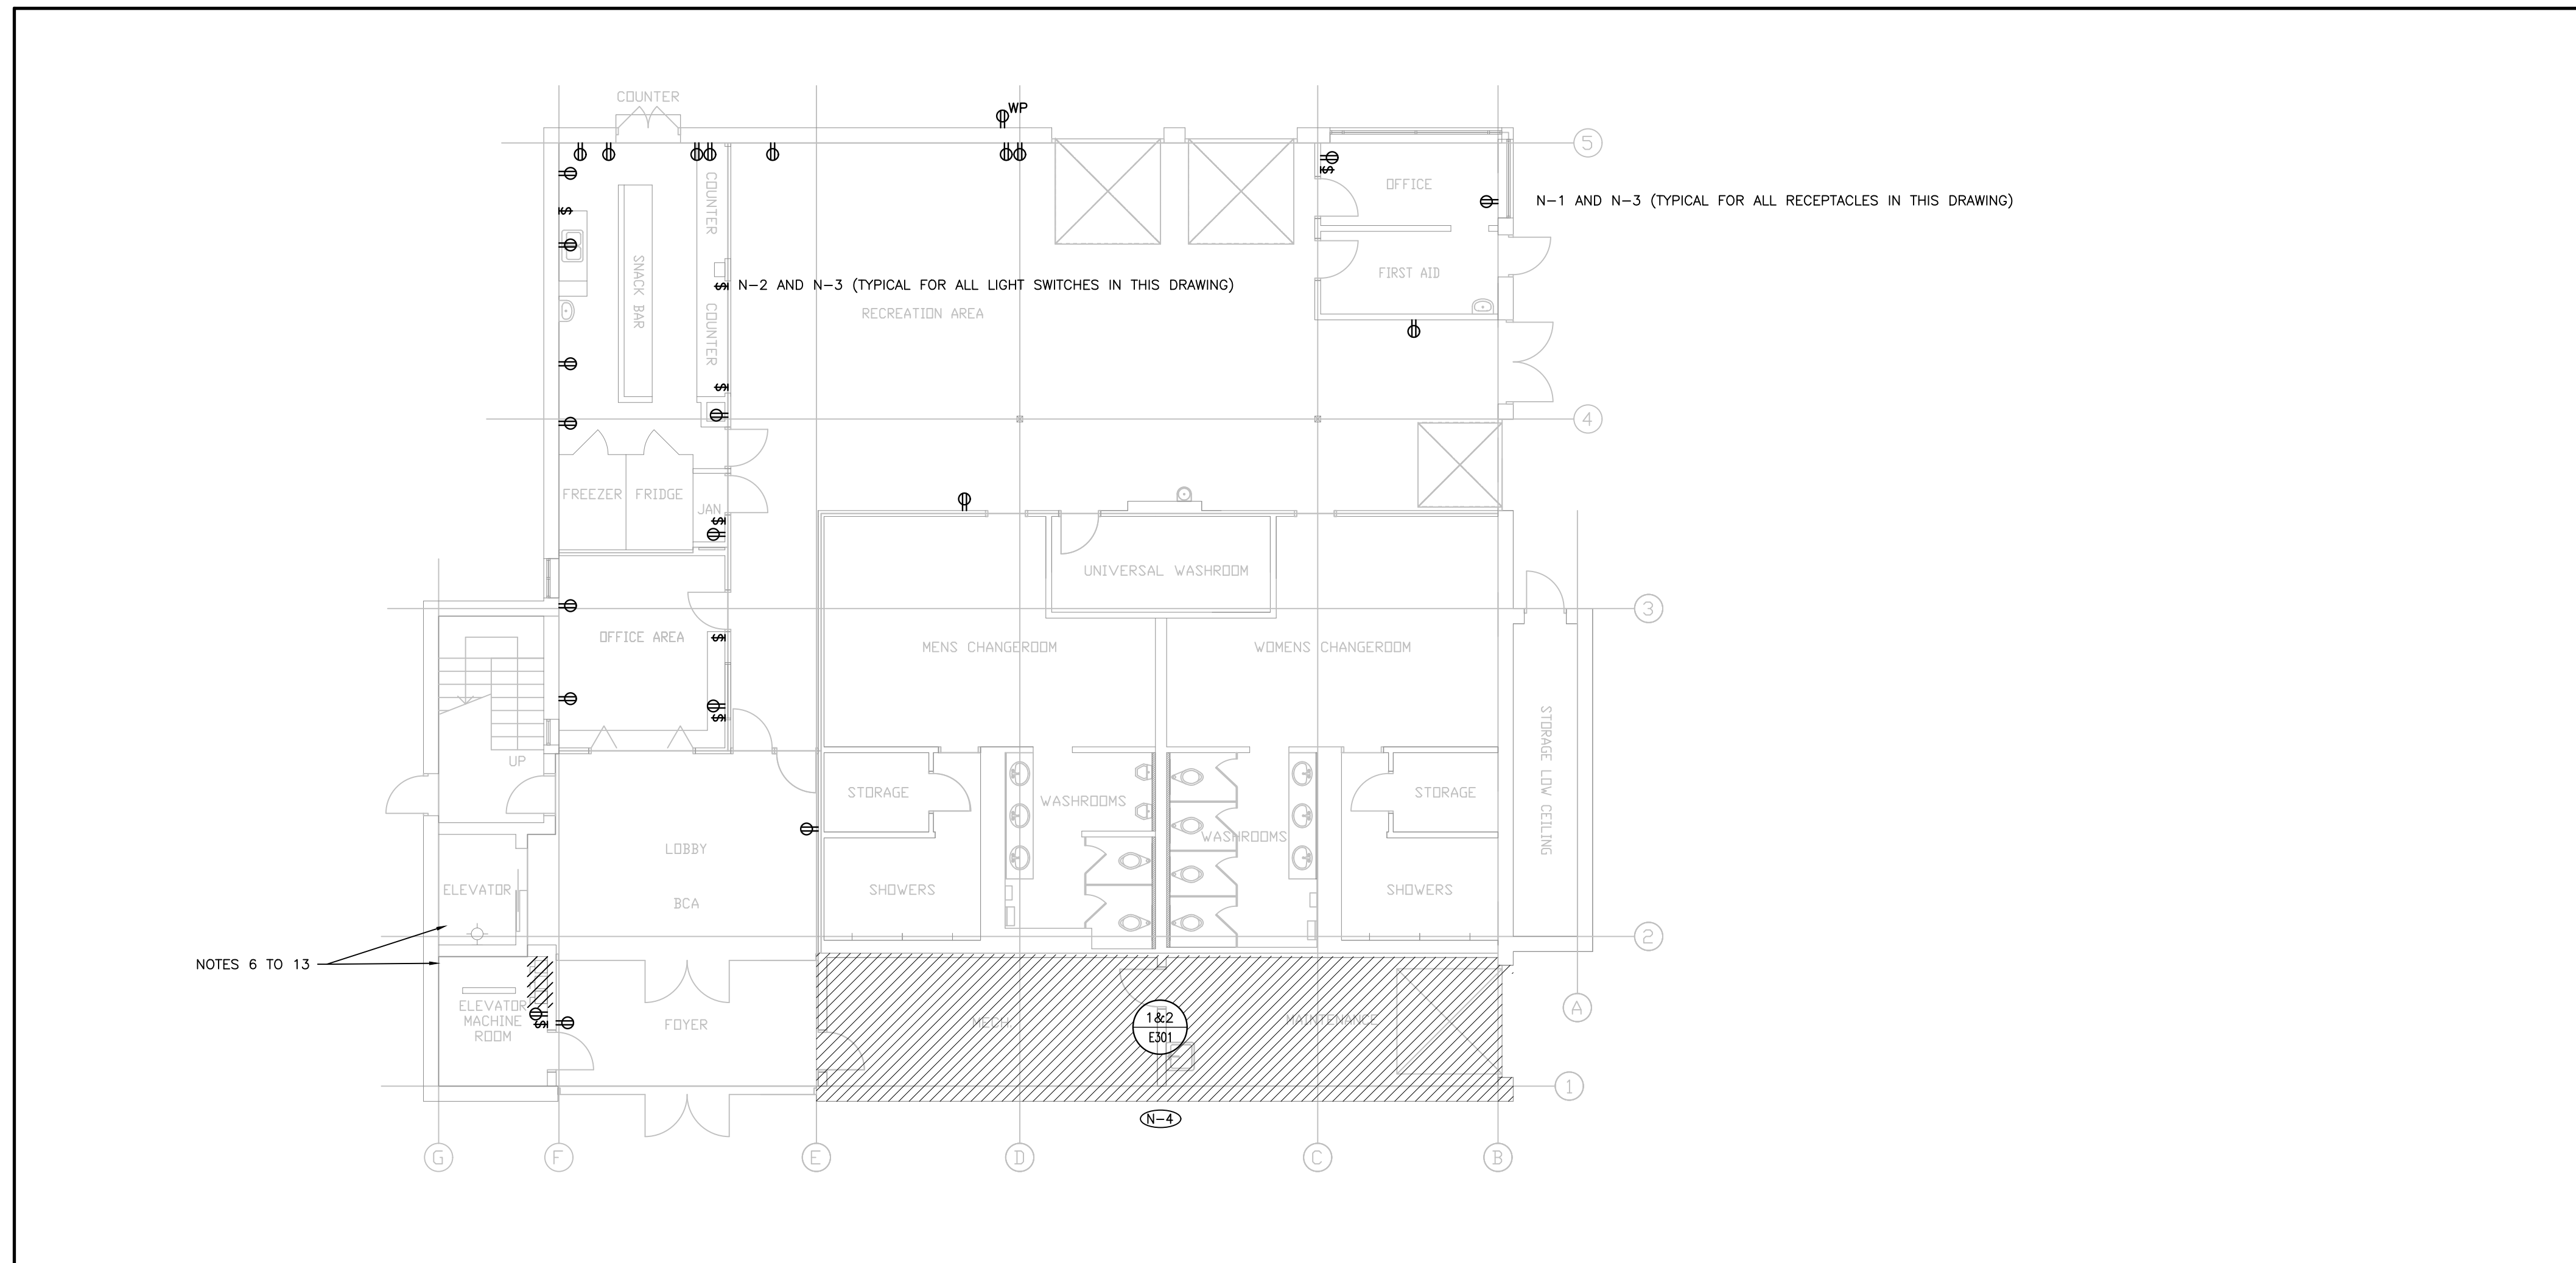 COUNTER
WP
5
COUNTER
OFFICE
N-1 AND N-3 (TYPICAL FOR ALL RECEPTACLES IN THIS DRAWING)
SNACK BAR
FIRST AID
N-2 AND N-3 (TYPICAL FOR ALL LIGHT SWITCHES IN THIS DRAWING)
COUNTER
RECREATION AREA
4
FREEZER
FRIDGE
JAN
UNIVERSAL WASHROOM
3
OFFICE AREA
MENS CHANGEROOM
WOMENS CHANGEROOM
UP
STORAGE LOW CEILING
STORAGE
WASHROOMS
STORAGE
WASHROOMS
LOBBY
ELEVATOR
SHOWERS
SHOWERS
BCA
2
NOTES 6 TO 13
ELEVATOR
MACHINE
ROOM
FOYER
MECH.
1&2
E301
MAINTENANCE
A
1
N-4
G
F
E
D
C
B
$
$
$
$
$
$
$
$